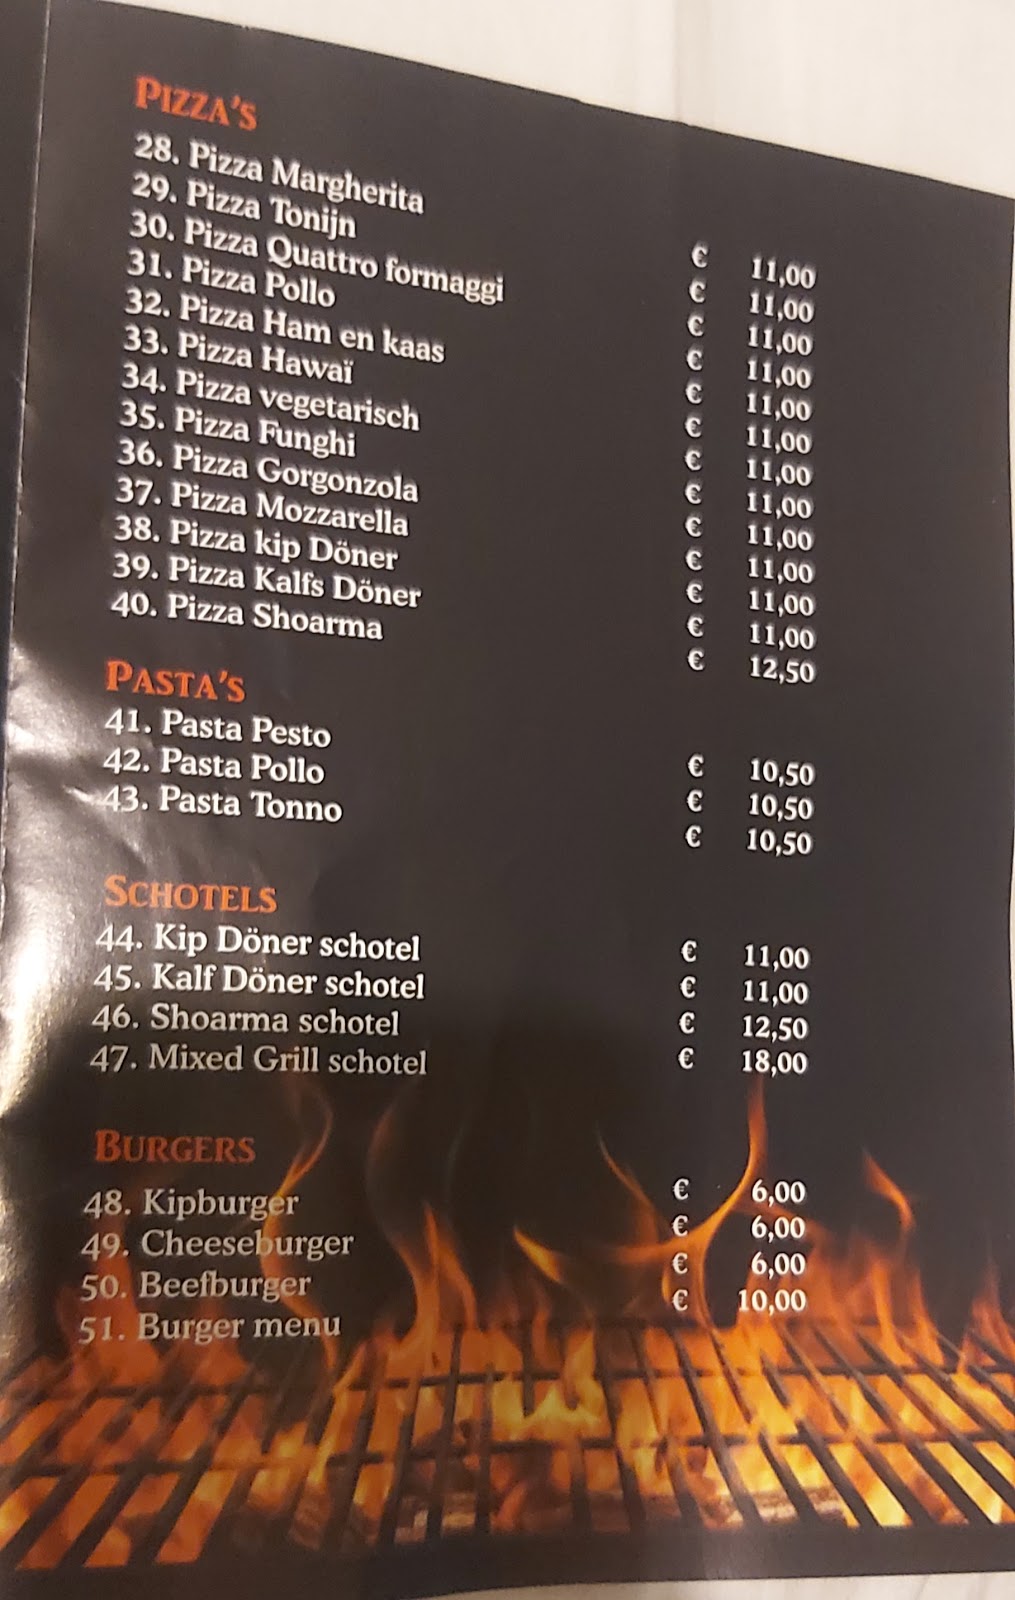 PIZZA'S
28. Pizza Margherita € 11,00
29. Pizza Tonijn € 11,00
30. Pizza Quattro formaggi € 11,00
31. Pizza Pollo € 11,00
32. Pizza Ham en kaas € 11,00
33. Pizza Hawaï € 11,00
34. Pizza vegetarisch € 11,00
35. Pizza Funghi € 11,00
36. Pizza Gorgonzola € 11,00
37. Pizza Mozzarella € 11,00
38. Pizza kip Döner € 11,00
39. Pizza Kalfs Döner € 11,00
40. Pizza Shoarma € 12,50
PASTA'S
41. Pasta Pesto € 10,50
42. Pasta Pollo € 10,50
43. Pasta Tonno € 10,50
SCHOTELS
44. Kip Döner schotel € 11,00
45. Kalf Döner schotel € 11,00
46. Shoarma schotel € 12,50
47. Mixed Grill schotel € 18,00
BURGERS
48. Kipburger € 6,00
49. Cheeseburger € 6,00
50. Beefburger € 6,00
51. Burger menu € 10,00